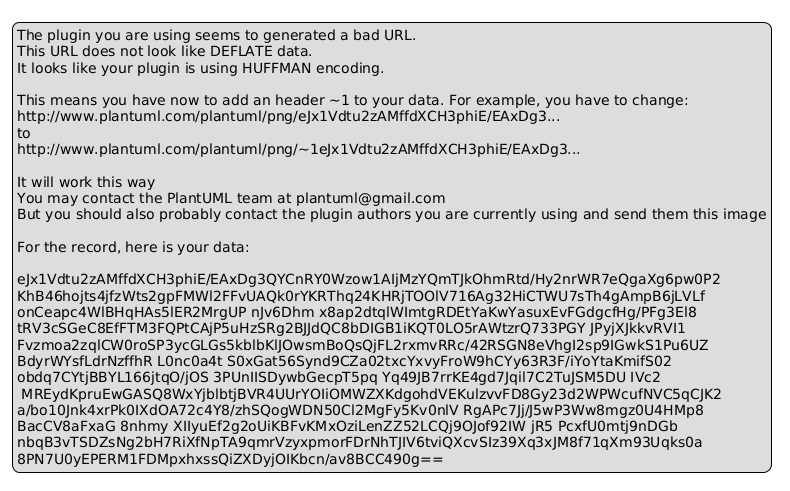 The plugin you are using seems to generated a bad URL.
This URL does not look like DEFLATE data.
It looks like your plugin is using HUFFMAN encoding.
This means you have now to add an header ~1 to your data. For example, you have to change:
http://www.plantuml.com/plantuml/png/eJx1Vdtu2zAMffdXCH3phiE/EAxDg3...
to
http://www.plantuml.com/plantuml/png/~1eJx1Vdtu2zAMffdXCH3phiE/EAxDg3...
It will work this way
You may contact the PlantUML team at plantuml@gmail.com
But you should also probably contact the plugin authors you are currently using and send them this image
For the record, here is your data:
eJx1Vdtu2zAMffdXCH3phiE/EAxDg3QYCnRY0Wzow1AIjMzYQmTJkOhmRtd/Hy2nrWR7eQgaXg6pw0P2
KhB46hojts4jfzWts2gpFMWl2FFvUAQk0rYKRThq24KHRjTOOlV716Ag32HiCTWU7sTh4gAmpB6jLVLf
onCeapc4WlBHqHAs5lER2MrgUP nJv6Dhm x8ap2dtqlWImtgRDEtYaKwYasuxEvFGdgcfHg/PFg3El8
tRV3cSGeC8EfFTM3FQPtCAjP5uHzSRg2BJJdQC8bDIGB1iKQT0LO5rAWtzrQ733PGY JPyjXJkkvRVI1
Fvzmoa2zqlCW0roSP3ycGLGs5kblbKlJOwsmBoQsQjFL2rxmvRRc/42RSGN8eVhgI2sp9IGwkS1Pu6UZ
BdyrWYsfLdrNzffhR L0nc0a4t S0xGat56Synd9CZa02txcYxvyFroW9hCYy63R3F/iYoYtaKmifS02
obdq7CYtjBBYL166jtqO/jOS 3PUnIISDywbGecpT5pq Yq49JB7rrKE4gd7Jqil7C2TuJSM5DU IVc2
MREydKpruEwGASQ8WxYjblbtjBVR4UUrYOIiOMWZXKdgohdVEKuIzvvFD8Gy23d2WPWcufNVC5qCJK2
a/bo10Jnk4xrPk0IXdOA72c4Y8/zhSQogWDN50Cl2MgFy5Kv0nlV RgAPc7Jj/J5wP3Ww8mgz0U4HMp8
BacCV8aFxaG 8nhmy XIIyuEf2g2oUiKBFvKMxOziLenZZ52LCQj9OJof92IW jR5 PcxfU0mtj9nDGb
nbqB3vTSDZsNg2bH7RiXfNpTA9qmrVzyxpmorFDrNhTJIV6tviQXcvSIz39Xq3xJM8f71qXm93Uqks0a
8PN7U0yEPERM1FDMpxhxssQiZXDyjOIKbcn/av8BCC490g==